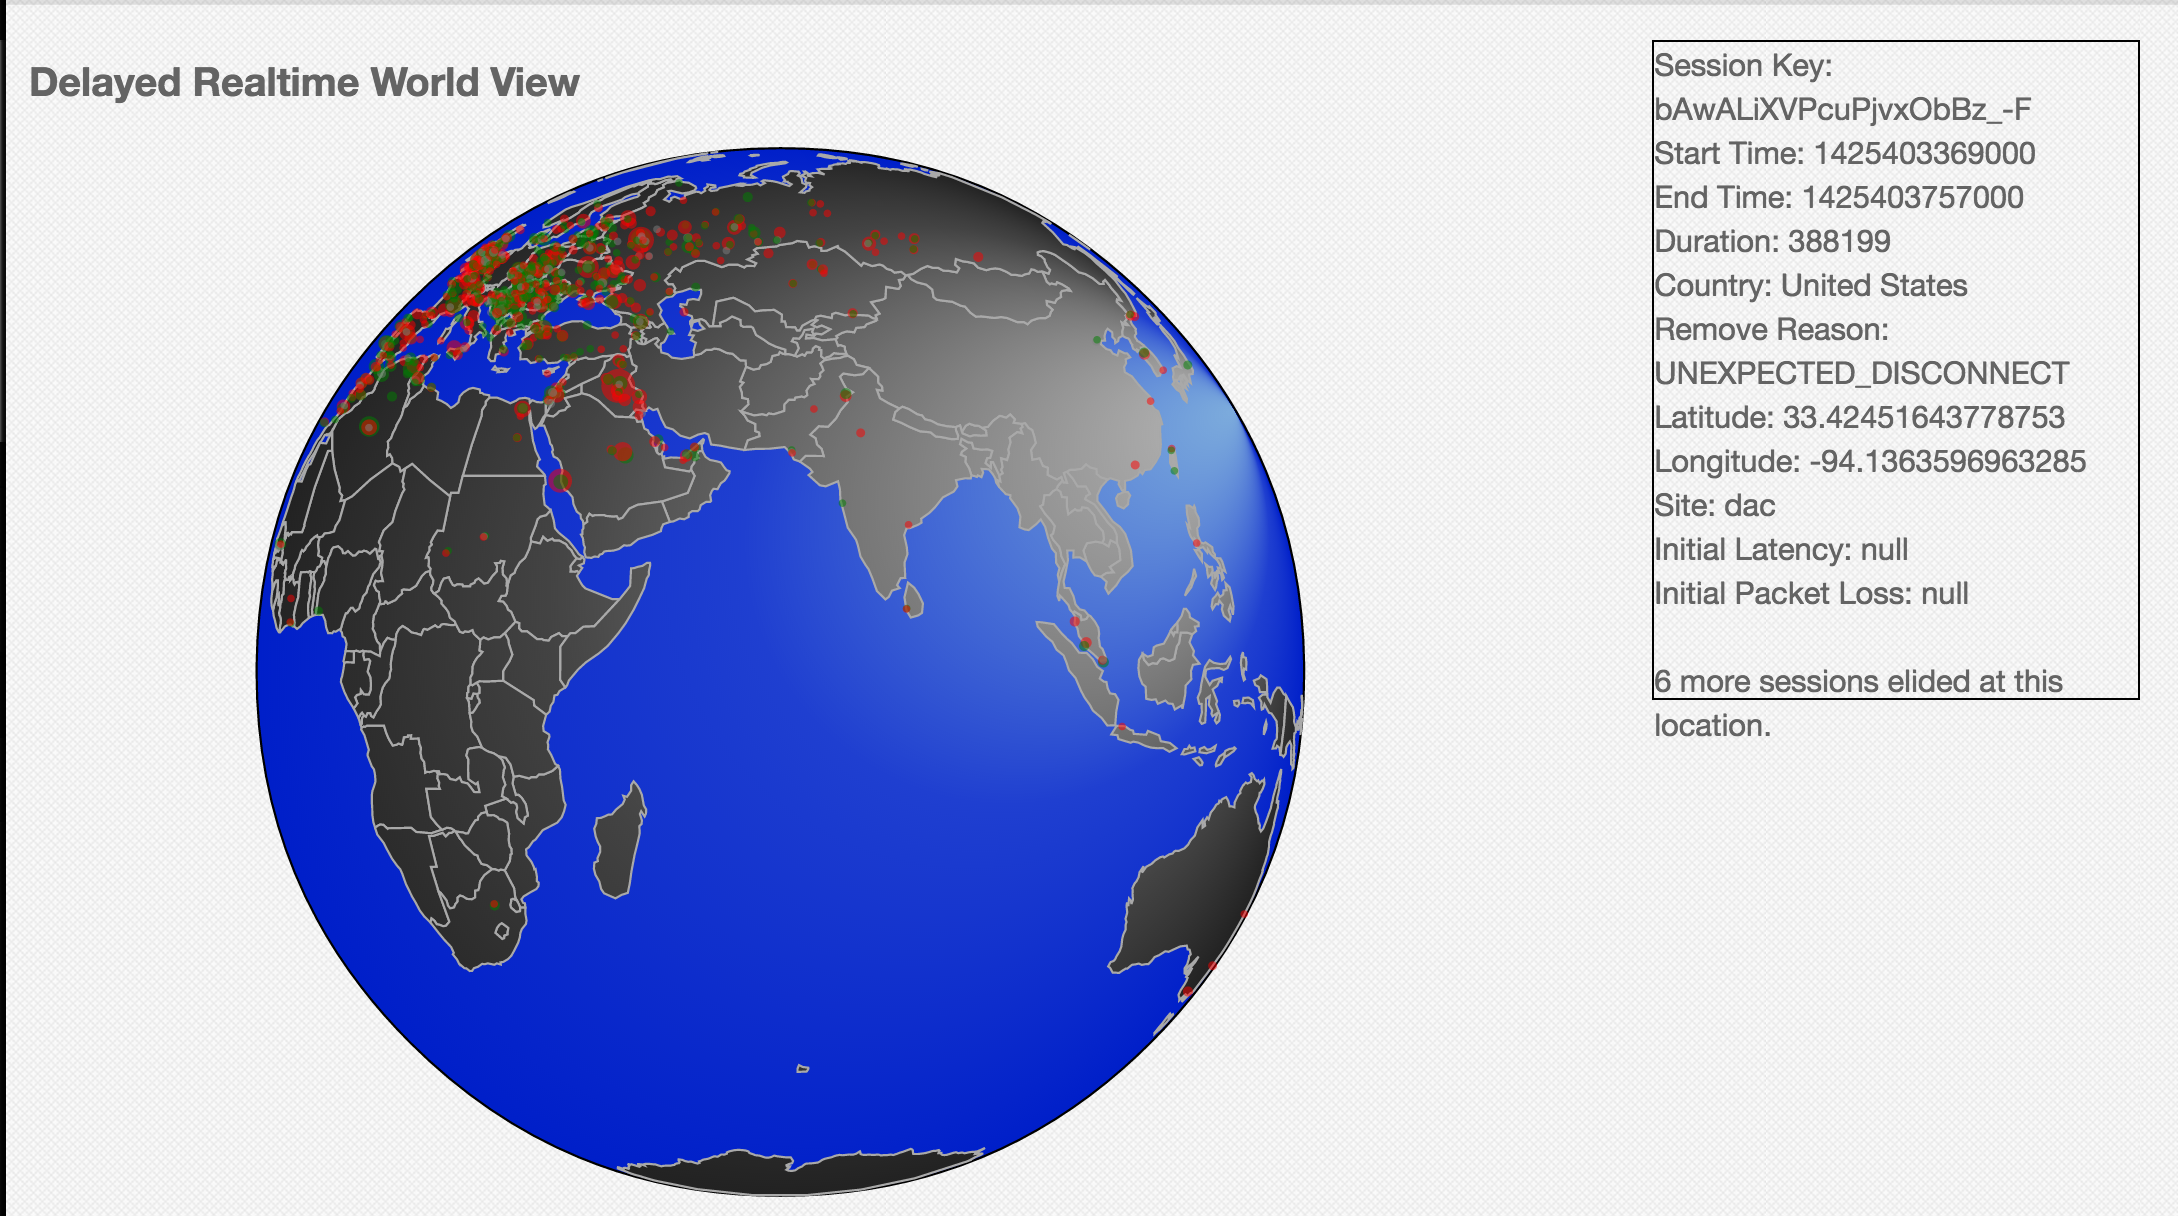 Delayed Realtime World View
Session Key:
bAwALiXVPcuPjvxObBz_-F
Start Time: 1425403369000
End Time: 1425403757000
Duration: 388199
Country: United States
Remove Reason:
UNEXPECTED_DISCONNECT
Latitude: 33.42451643778753
Longitude: -94.1363596963285
Site: dac
Initial Latency: null
Initial Packet Loss: null
6 more sessions elided at this
location.